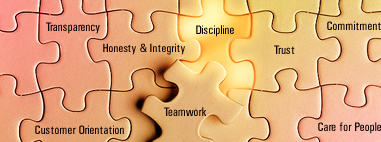 Transparency
Discipline
Commitment
Honesty & Integrity
Trust
Teamwork
Customer Orientation
Care for People